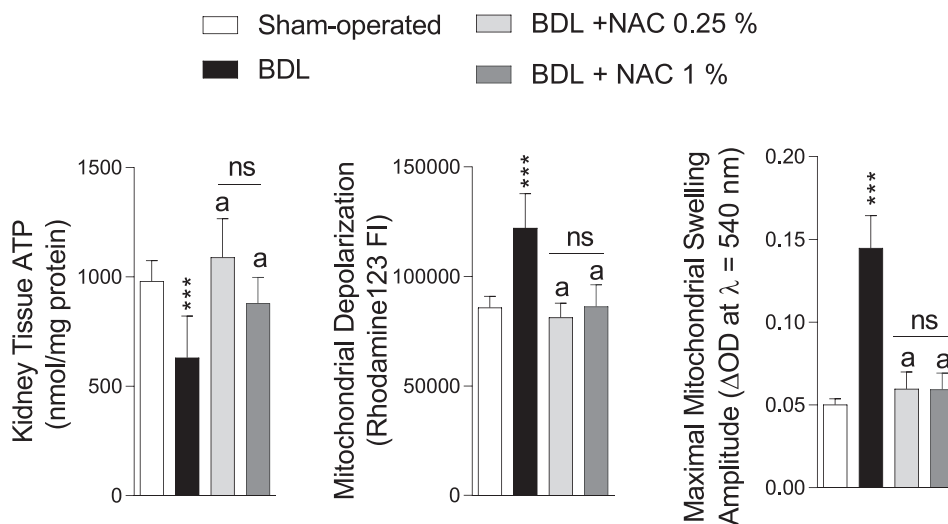 Sham-operated
BDL +NAC 0.25 %
BDL
BDL + NAC 1 %
Kidney Tissue ATP
(nmol/mg protein)
1500
1000
500
0
***
a
ns
a
Mitochondrial Depolarization
(Rhodamine123 FI)
150000
100000
50000
0
***
ns
a
a
Maximal Mitochondrial Swelling
Amplitude (ΔOD at λ = 540 nm)
0.20
0.15
0.10
0.05
0.00
***
ns
a
a